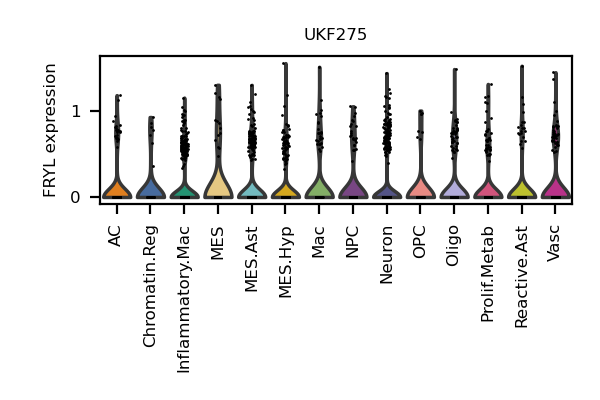 UKF275
FRYL expression
1
0
AC
Chromatin.Reg
Inflammatory.Mac
MES
MES.Ast
MES.Hyp
Mac
NPC
Neuron
OPC
Oligo
Prolif.Metab
Reactive.Ast
Vasc